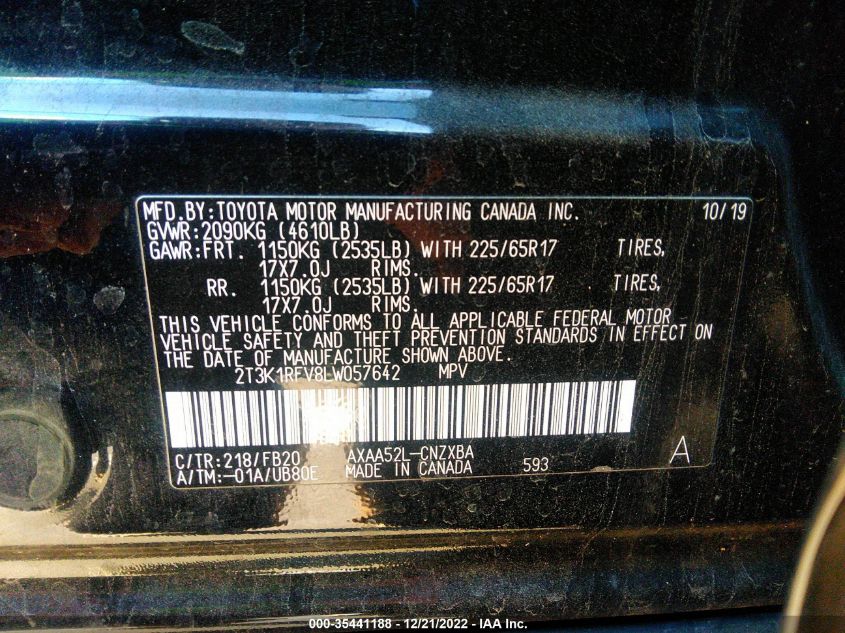 MFD.BY:TOYOTA MOTOR MANUFACTURING CANADA INC. 10/19
GVWR:2090KG (4610LB)
GAWR:FRT. 1150KG (2535LB) WITH 225/65R17 TIRES,
17X7.0J RIMS.
RR. 1150KG (2535LB) WITH 225/65R17 TIRES,
17X7.0J RIMS.
THIS VEHICLE CONFORMS TO ALL APPLICABLE FEDERAL MOTOR
VEHICLE SAFETY AND THEFT PREVENTION STANDARDS IN EFFECT ON
THE DATE OF MANUFACTURE SHOWN ABOVE.
2T3K1RFV8LW057642 MPV
C/TR:218/FB20 AXAA52L-CNZXBA
A/TM:-01A/UB80E MADE IN CANADA 593 A
000-35441188 - 12/21/2022 - IAA Inc.